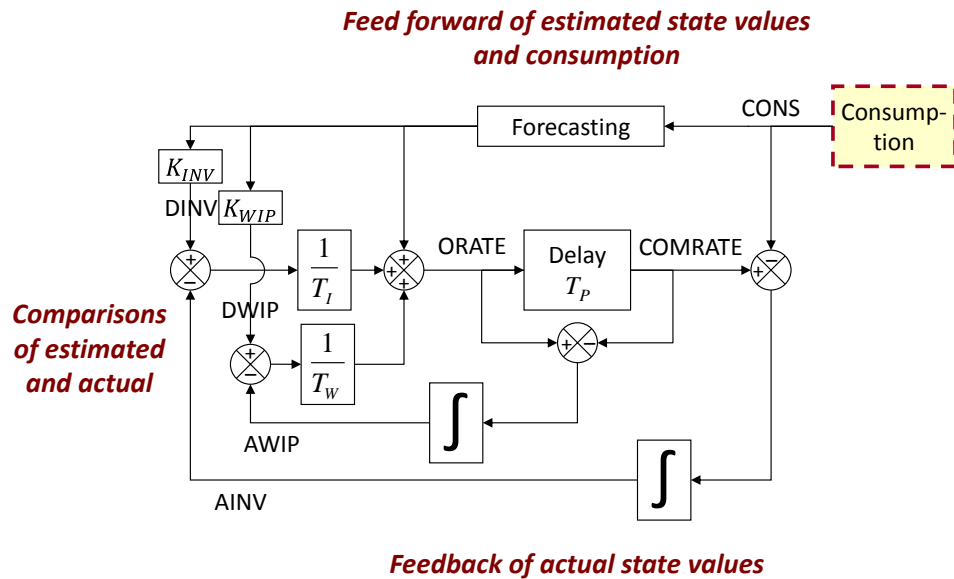 Feed forward of estimated state values
and consumption
CONS
Consump-
tion
Forecasting
K_INV
K_WIP
DINV
ORATE
COMRATE
Delay
T_P
1
T_I
+
−
+
+
+
+
+
−
DWIP
Comparisons
of estimated
and actual
+
−
1
T_W
+
−
∫
AWIP
∫
AINV
Feedback of actual state values